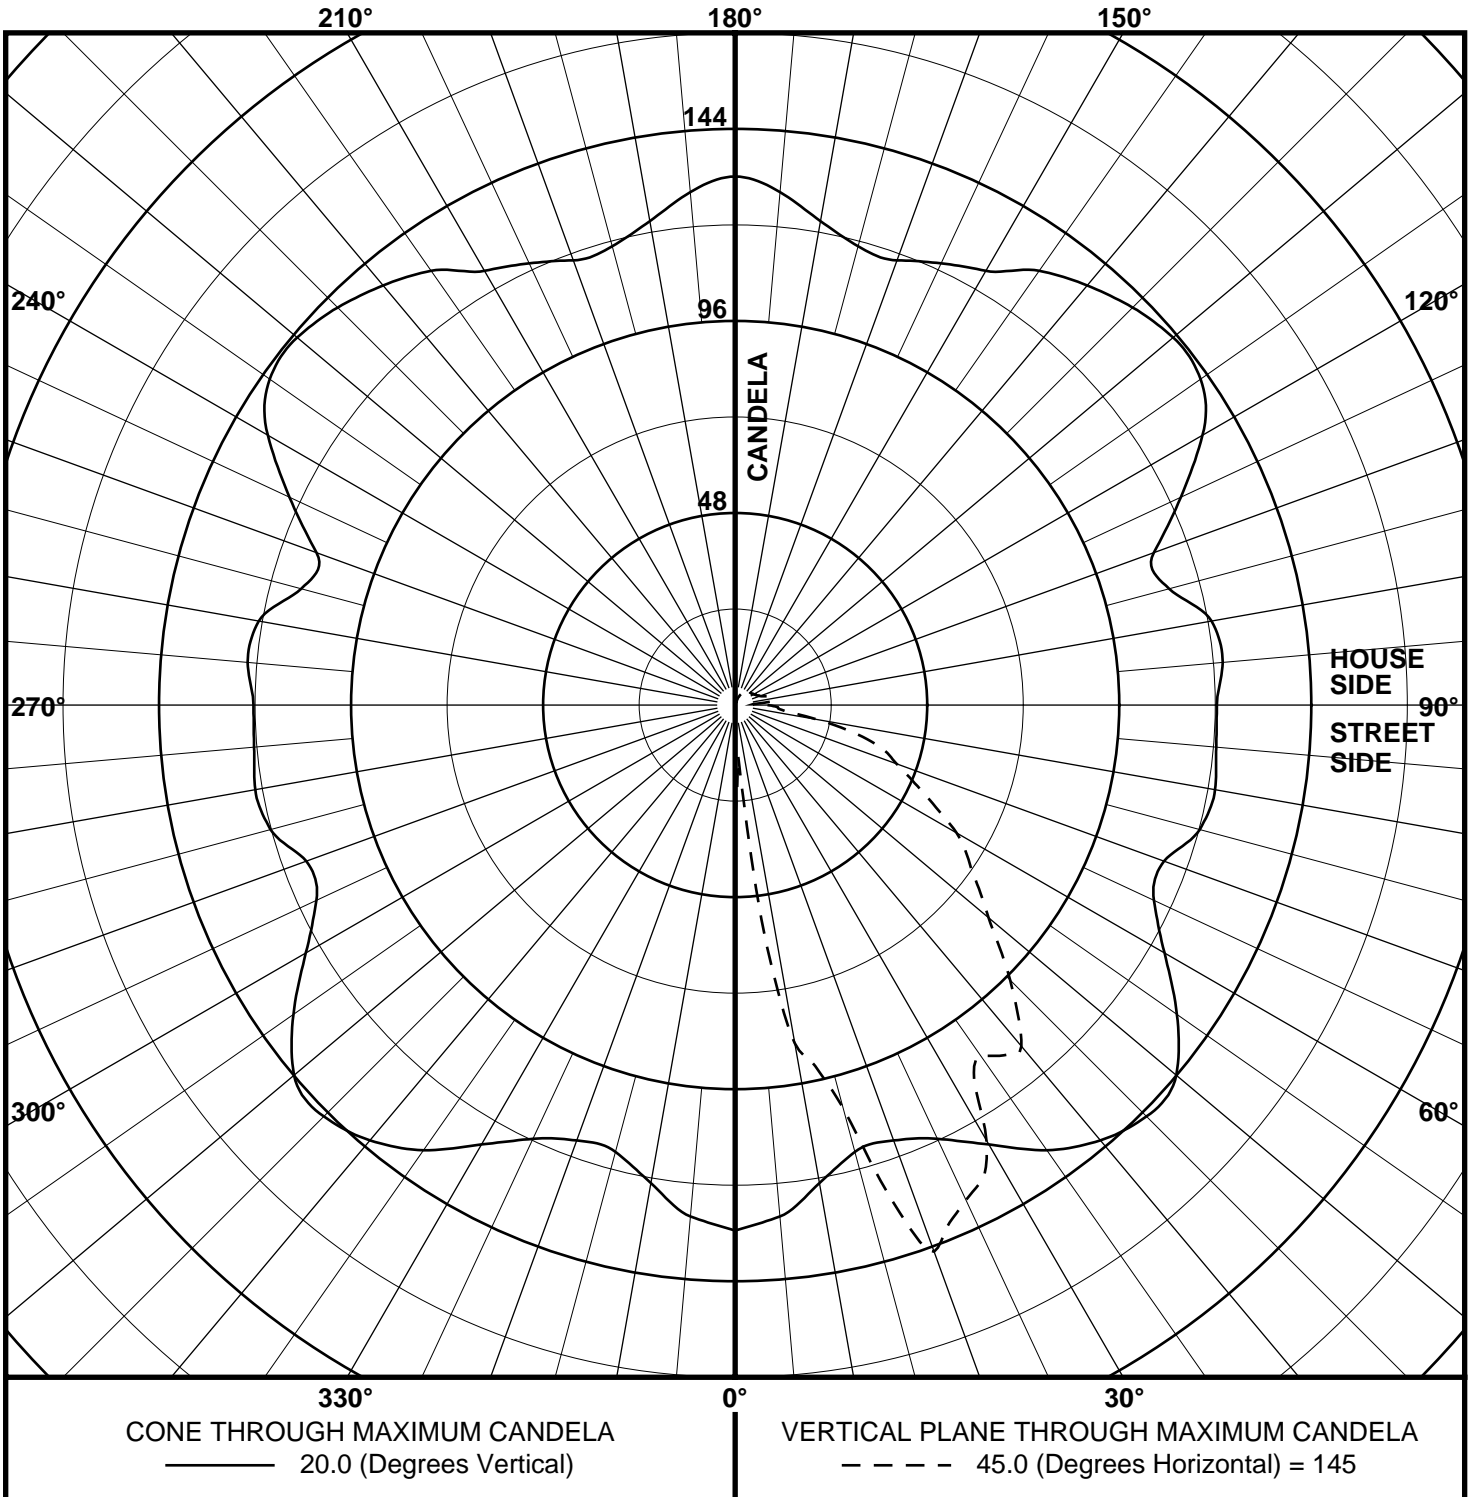 210° 180° 150°
144
240° 120°
96
CANDELA
48
HOUSE
SIDE
270° 90°
STREET
SIDE
300° 60°
330° 0° 30°
CONE THROUGH MAXIMUM CANDELA
20.0 (Degrees Vertical)
VERTICAL PLANE THROUGH MAXIMUM CANDELA
45.0 (Degrees Horizontal) = 145